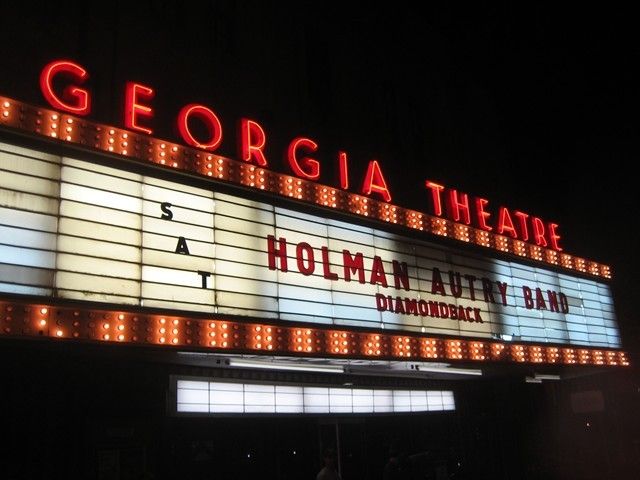 GEORGIA THEATRE
SAT
HOLMAN AUTRY BAND
DIAMONDBACK